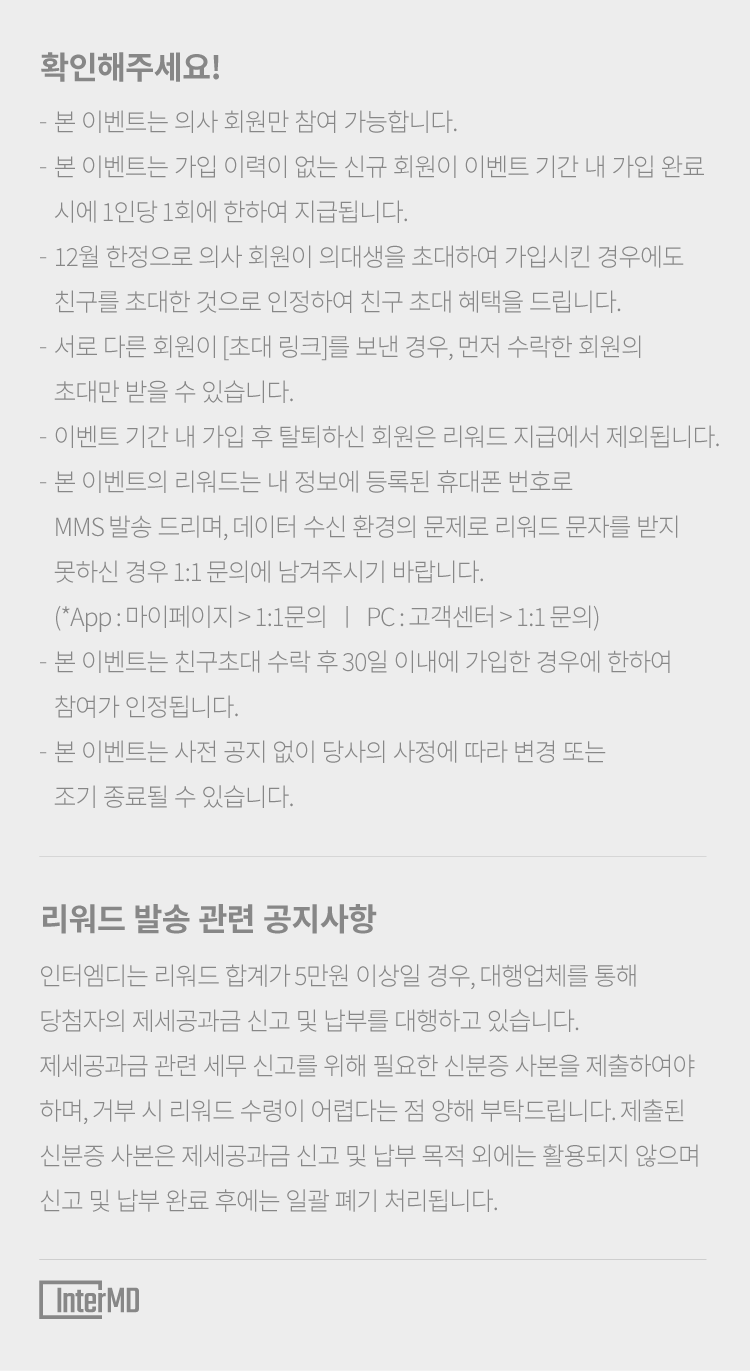 확인해주세요!
- 본 이벤트는 의사 회원만 참여 가능합니다.
- 본 이벤트는 가입 이력이 없는 신규 회원이 이벤트 기간 내 가입 완료
시에 1인당 1회에 한하여 지급됩니다.
- 12월 한정으로 의사 회원이 의대생을 초대하여 가입시킨 경우에도
친구를 초대한 것으로 인정하여 친구 초대 혜택을 드립니다.
- 서로 다른 회원이 [초대 링크]를 보낸 경우, 먼저 수락한 회원의
초대만 받을 수 있습니다.
- 이벤트 기간 내 가입 후 탈퇴하신 회원은 리워드 지급에서 제외됩니다.
- 본 이벤트의 리워드는 내 정보에 등록된 휴대폰 번호로
MMS 발송 드리며, 데이터 수신 환경의 문제로 리워드 문자를 받지
못하신 경우 1:1 문의에 남겨주시기 바랍니다.
(*App : 마이페이지 > 1:1문의 ㅣ PC : 고객센터 > 1:1 문의)
- 본 이벤트는 친구초대 수락 후 30일 이내에 가입한 경우에 한하여
참여가 인정됩니다.
- 본 이벤트는 사전 공지 없이 당사의 사정에 따라 변경 또는
조기 종료될 수 있습니다.
리워드 발송 관련 공지사항
인터엠디는 리워드 합계가 5만원 이상일 경우, 대행업체를 통해
당첨자의 제세공과금 신고 및 납부를 대행하고 있습니다.
제세공과금 관련 세무 신고를 위해 필요한 신분증 사본을 제출하여야
하며, 거부 시 리워드 수령이 어렵다는 점 양해 부탁드립니다. 제출된
신분증 사본은 제세공과금 신고 및 납부 목적 외에는 활용되지 않으며
신고 및 납부 완료 후에는 일괄 폐기 처리됩니다.
InterMD